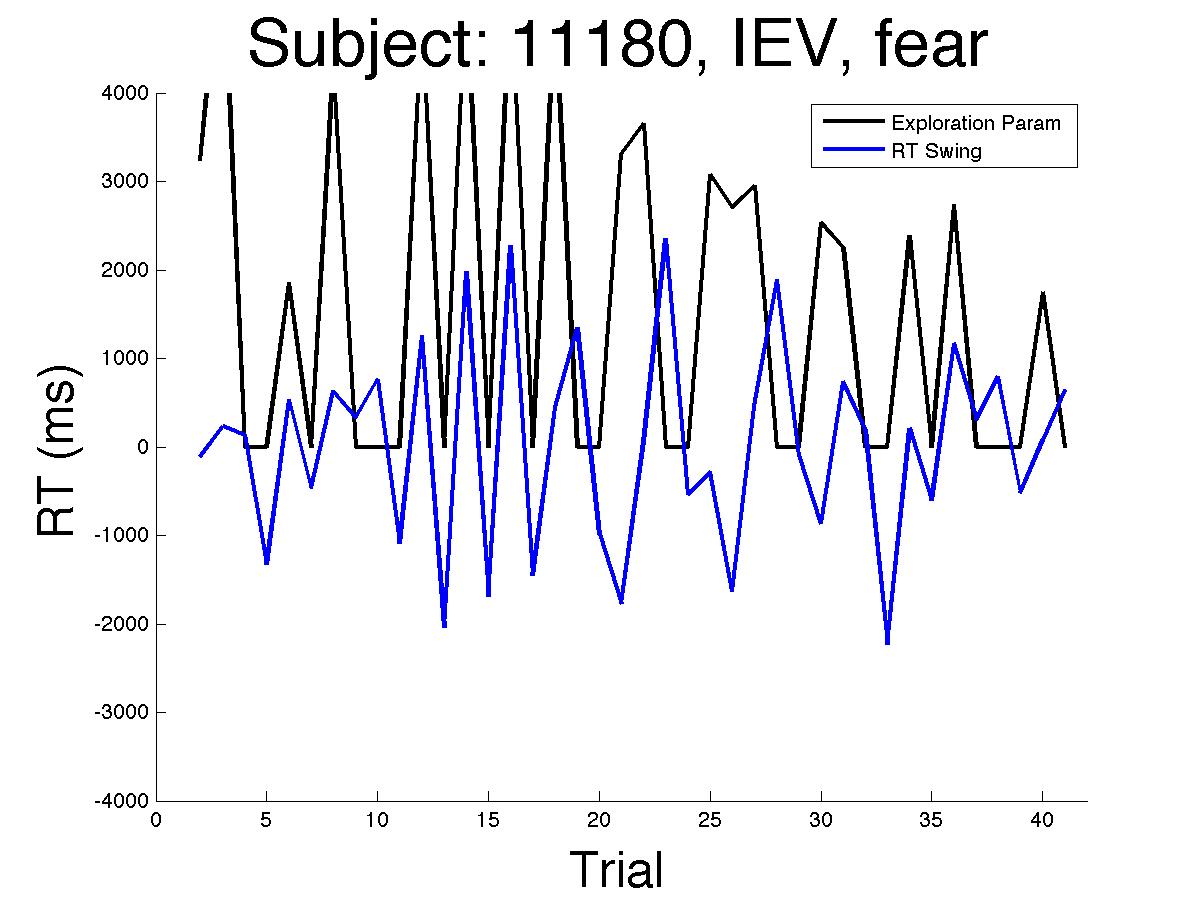 Subject: 11180, IEV, fear
4000
3000
2000
1000
0
-1000
-2000
-3000
-4000
RT (ms)
Exploration Param
RT Swing
0 5 10 15 20 25 30 35 40
Trial